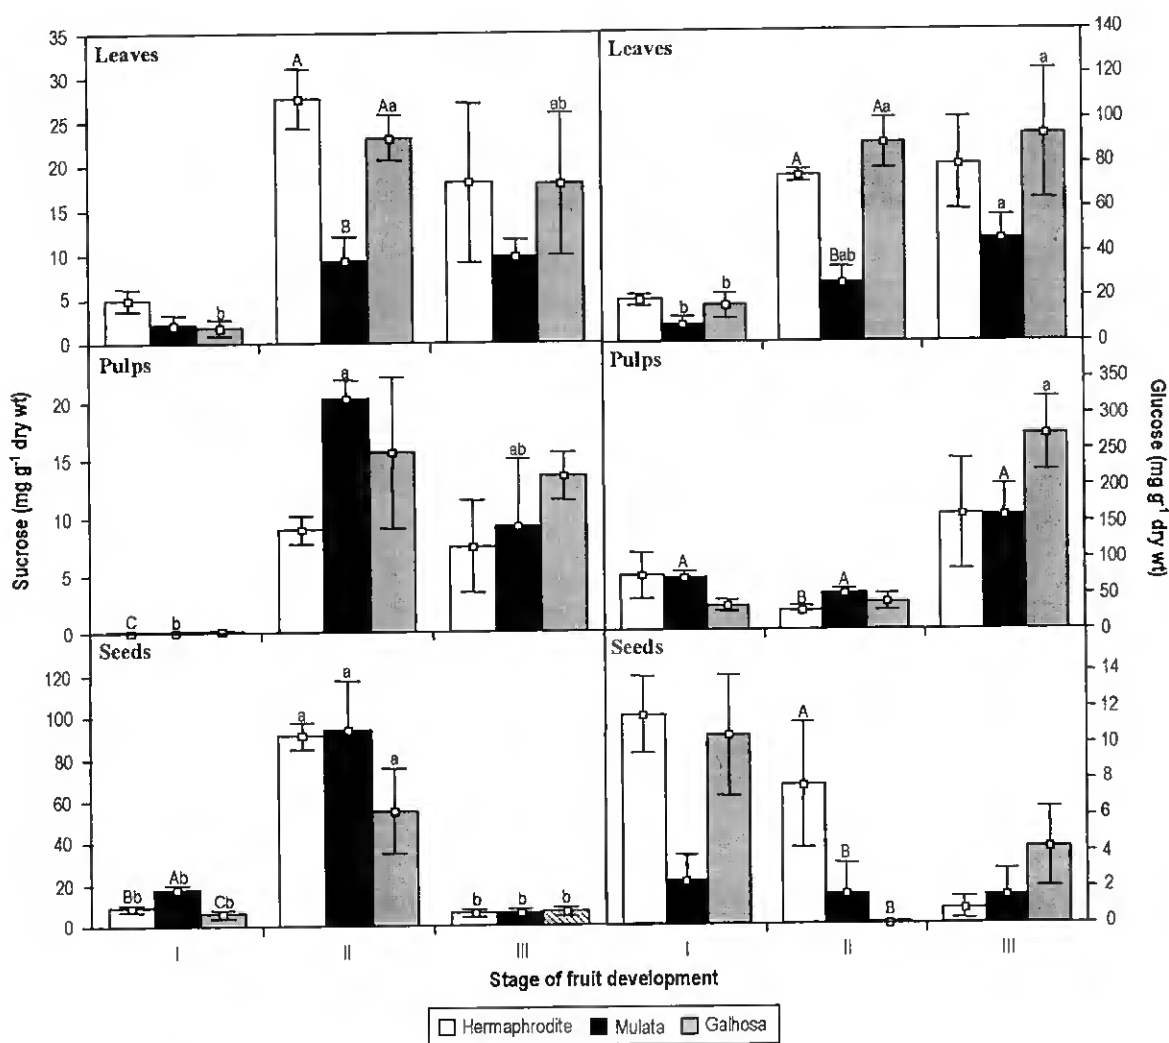 Leaves
35
30
25
20
15
10
5
0
b
A
B
Aa
ab
Leaves
140
120
100
80
60
40
20
0
b
b
A
Bab
Aa
a
a
Pulps
20
15
10
5
0
C
b
a
ab
Pulps
350
300
250
200
150
100
50
0
A
B
A
A
a
Seeds
120
100
80
60
40
20
0
Bb
Ab
Cb
a
a
a
b
b
b
Seeds
14
12
10
8
6
4
2
0
A
B
B
Sucrose (mg g⁻¹ dry wt)
Glucose (mg g⁻¹ dry wt)
I II III I II III
Stage of fruit development
Hermaphrodite Mulata Galhosa